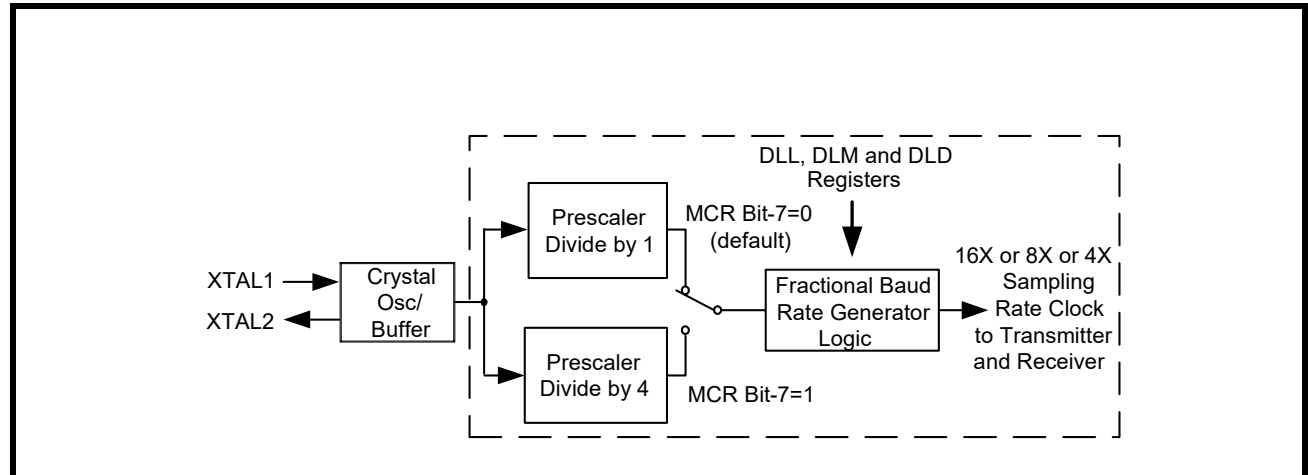 DLL, DLM and DLD
Registers
Prescaler
Divide by 1
MCR Bit-7=0
(default)
XTAL1
XTAL2
Crystal
Osc/
Buffer
Fractional Baud
Rate Generator
Logic
16X or 8X or 4X
Sampling
Rate Clock
to Transmitter
and Receiver
Prescaler
Divide by 4
MCR Bit-7=1